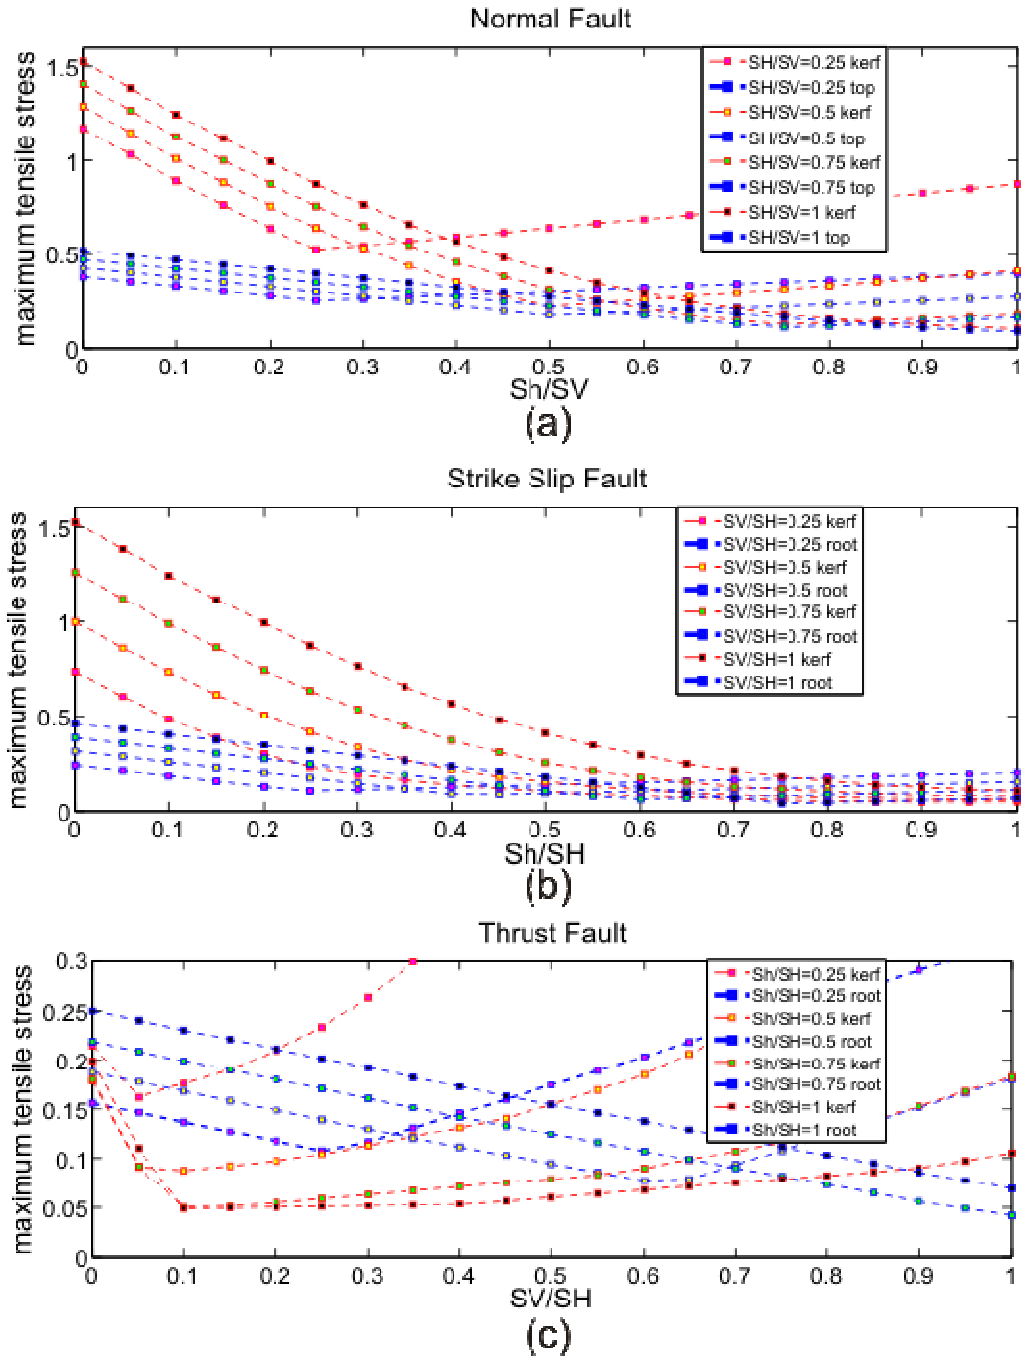 Normal Fault
maximum tensile stress
1.5
1
0.5
0
SH/SV=0.25 kerf
SH/SV=0.25 top
SH/SV=0.5 kerf
SH/SV=0.5 top
SH/SV=0.75 kerf
SH/SV=0.75 top
SH/SV=1 kerf
SH/SV=1 top
0 0.1 0.2 0.3 0.4 0.5 0.6 0.7 0.8 0.9 1
Sh/SV
(a)
Strike Slip Fault
maximum tensile stress
1.5
1
0.5
0
SV/SH=0.25 kerf
SV/SH=0.25 root
SV/SH=0.5 kerf
SV/SH=0.5 root
SV/SH=0.75 kerf
SV/SH=0.75 root
SV/SH=1 kerf
SV/SH=1 root
0 0.1 0.2 0.3 0.4 0.5 0.6 0.7 0.8 0.9 1
Sh/SH
(b)
Thrust Fault
maximum tensile stress
0.3
0.25
0.2
0.15
0.1
0.05
0
Sh/SH=0.25 kerf
Sh/SH=0.25 root
Sh/SH=0.5 kerf
Sh/SH=0.5 root
Sh/SH=0.75 kerf
Sh/SH=0.75 root
Sh/SH=1 kerf
Sh/SH=1 root
0 0.1 0.2 0.3 0.4 0.5 0.6 0.7 0.8 0.9 1
SV/SH
(c)